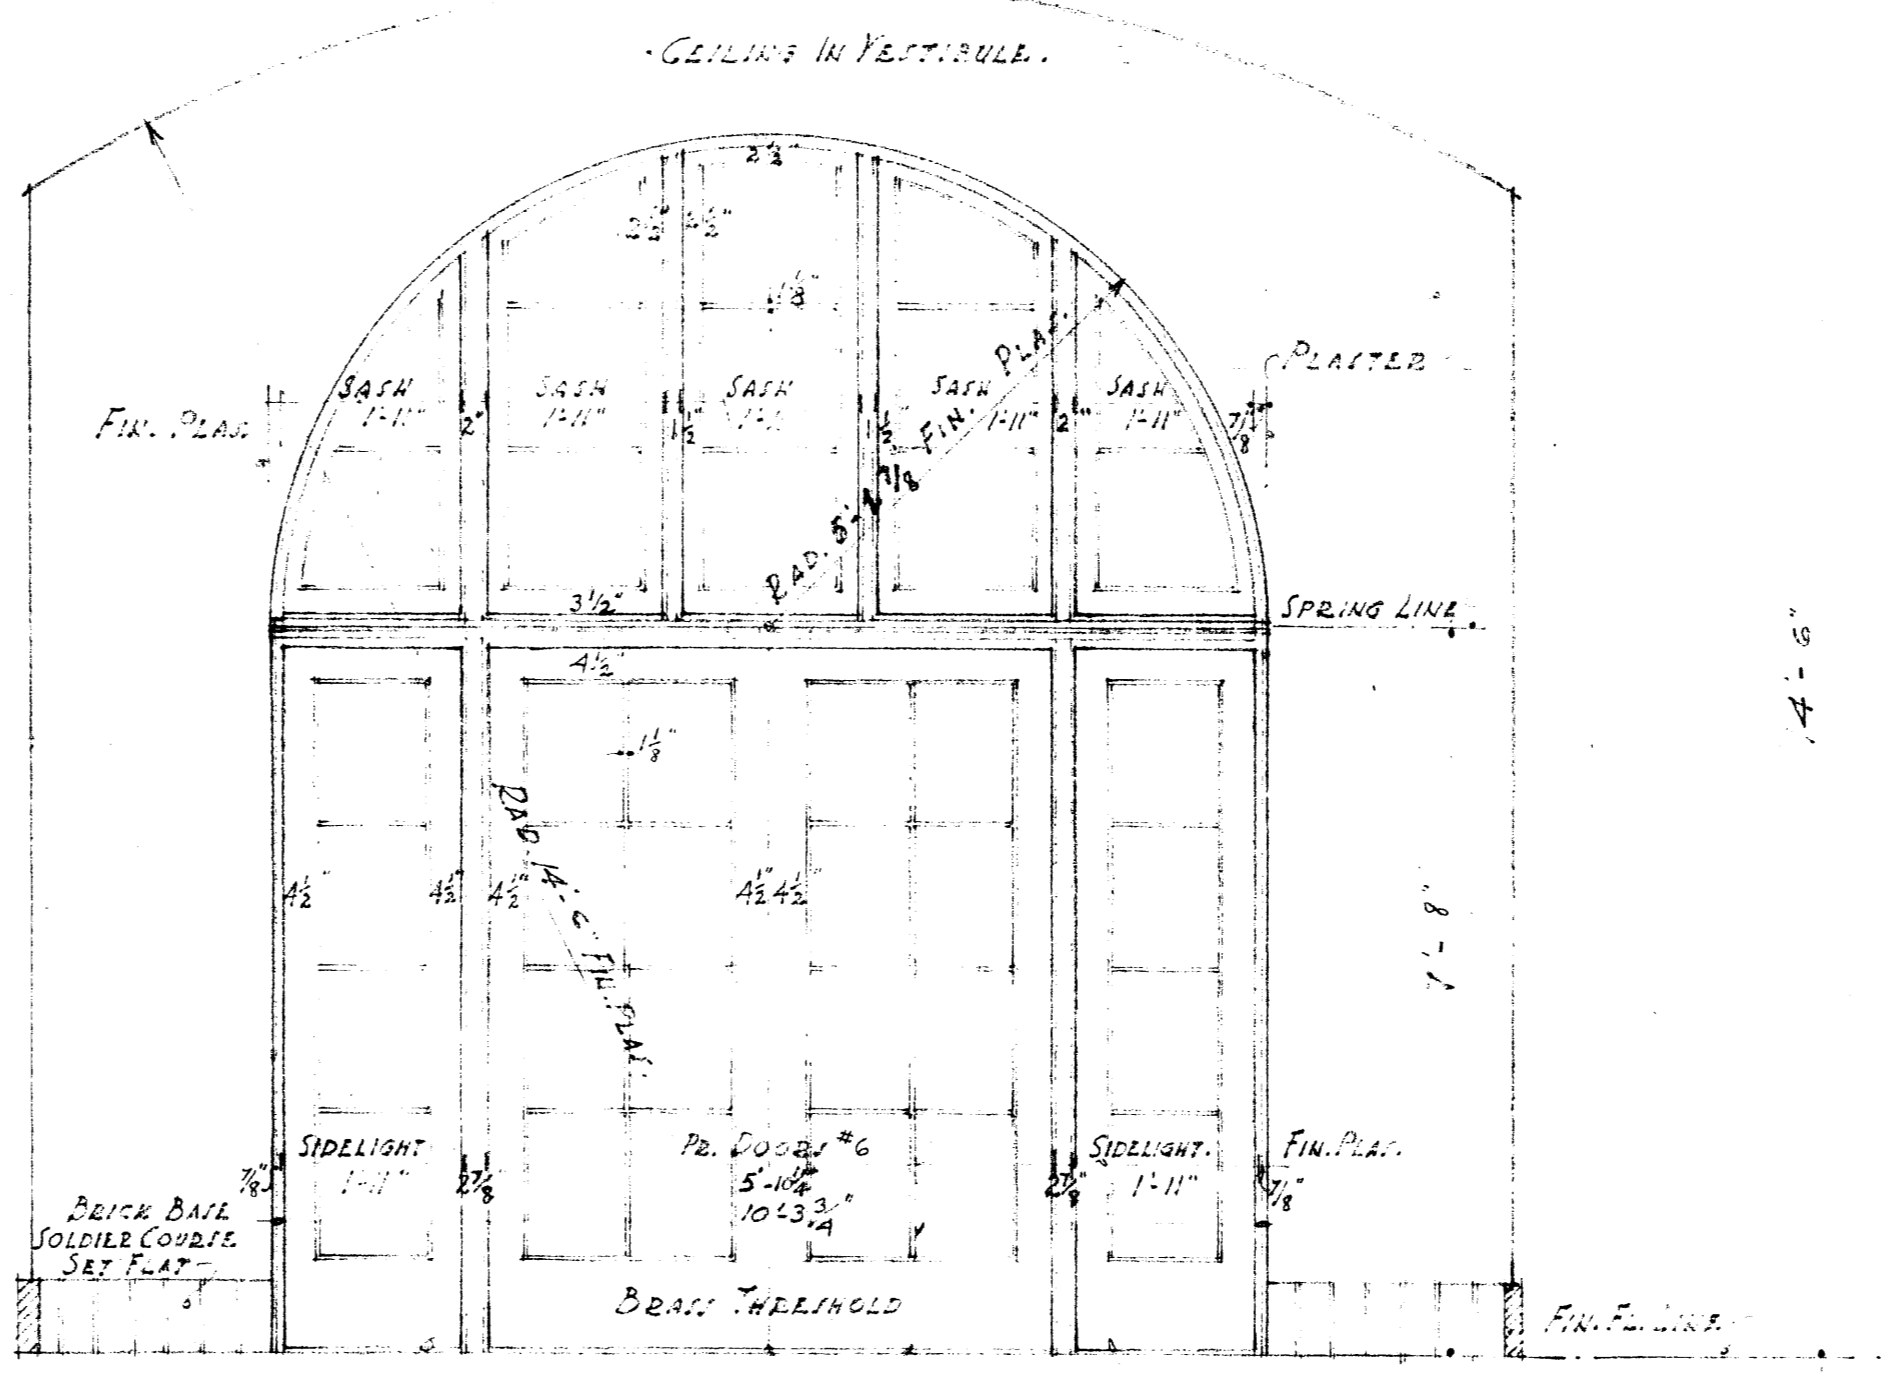 CEILING IN VESTIBULE.
2½"
2½" 2½"
1⅛"
PLASTER
FIN. PLAS.
SASH
1'-11"
2"
SASH
1'-11"
1½"
SASH
1½"
SASH
1'-11"
2"
SASH
1'-11"
7/8"
RAD. 5'- 7/8 FIN. PLAS.
3½"
SPRING LINE
4½"
14'-6"
1⅛"
RAD. 14'-6" FIN. PLAS.
4½"
4½"
4½"
4½" 4½"
SIDELIGHT
1'-11"
7/8"
2⅞
PR. DOORS #6
5'-10¼"
10'-3¾"
2⅞"
SIDELIGHT.
1'-11"
FIN. PLAS.
7/8"
BRICK BASE
SOLDIER COURSE
SET FLAT
BRASS THRESHOLD
FIN. FL. LINE